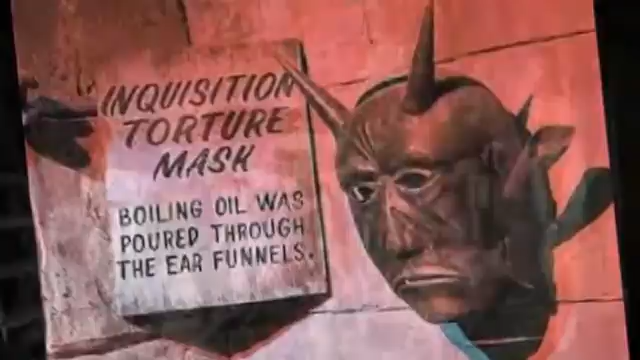 INQUISITION
TORTURE
MASK
BOILING OIL WAS
POURED THROUGH
THE EAR FUNNELS.